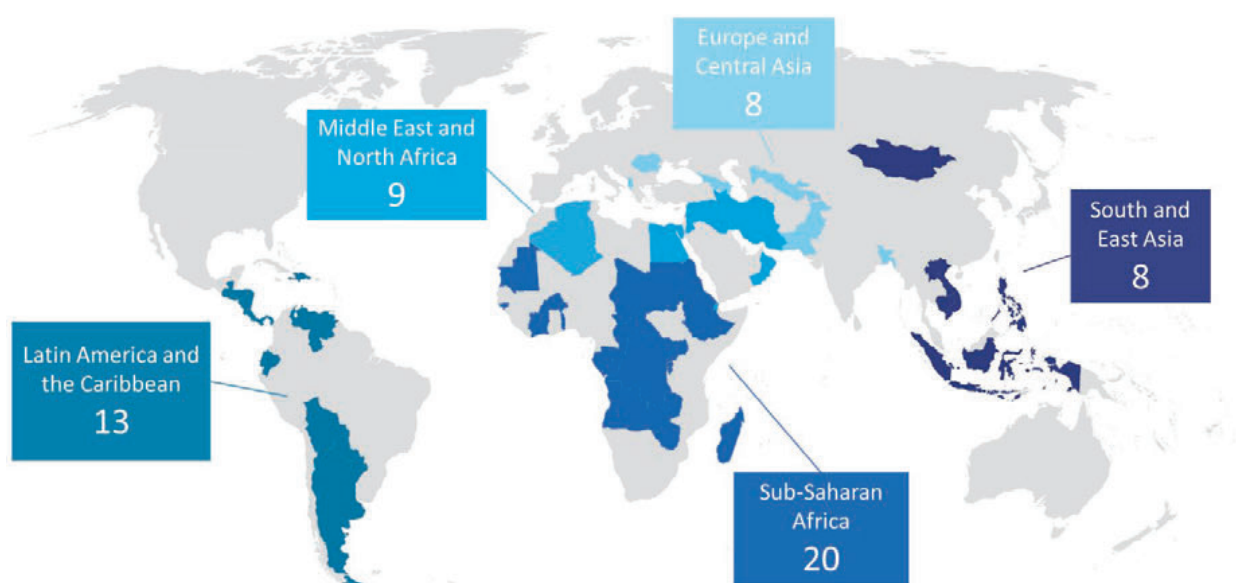 Europe and
Central Asia
8
Middle East and
North Africa
9
South and
East Asia
8
Latin America and
the Caribbean
13
Sub-Saharan
Africa
20